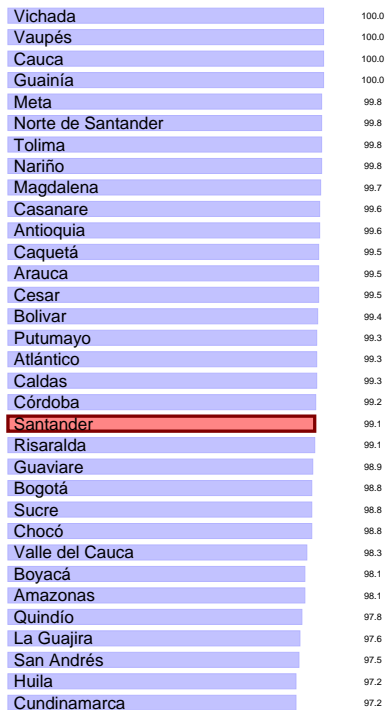 Vichada 100.0
Vaupés 100.0
Cauca 100.0
Guainía 100.0
Meta 99.8
Norte de Santander 99.8
Tolima 99.8
Nariño 99.8
Magdalena 99.7
Casanare 99.6
Antioquia 99.6
Caquetá 99.5
Arauca 99.5
Cesar 99.5
Bolivar 99.4
Putumayo 99.3
Atlántico 99.3
Caldas 99.3
Córdoba 99.2
Santander 99.1
Risaralda 99.1
Guaviare 98.9
Bogotá 98.8
Sucre 98.8
Chocó 98.8
Valle del Cauca 98.3
Boyacá 98.1
Amazonas 98.1
Quindío 97.8
La Guajira 97.6
San Andrés 97.5
Huila 97.2
Cundinamarca 97.2